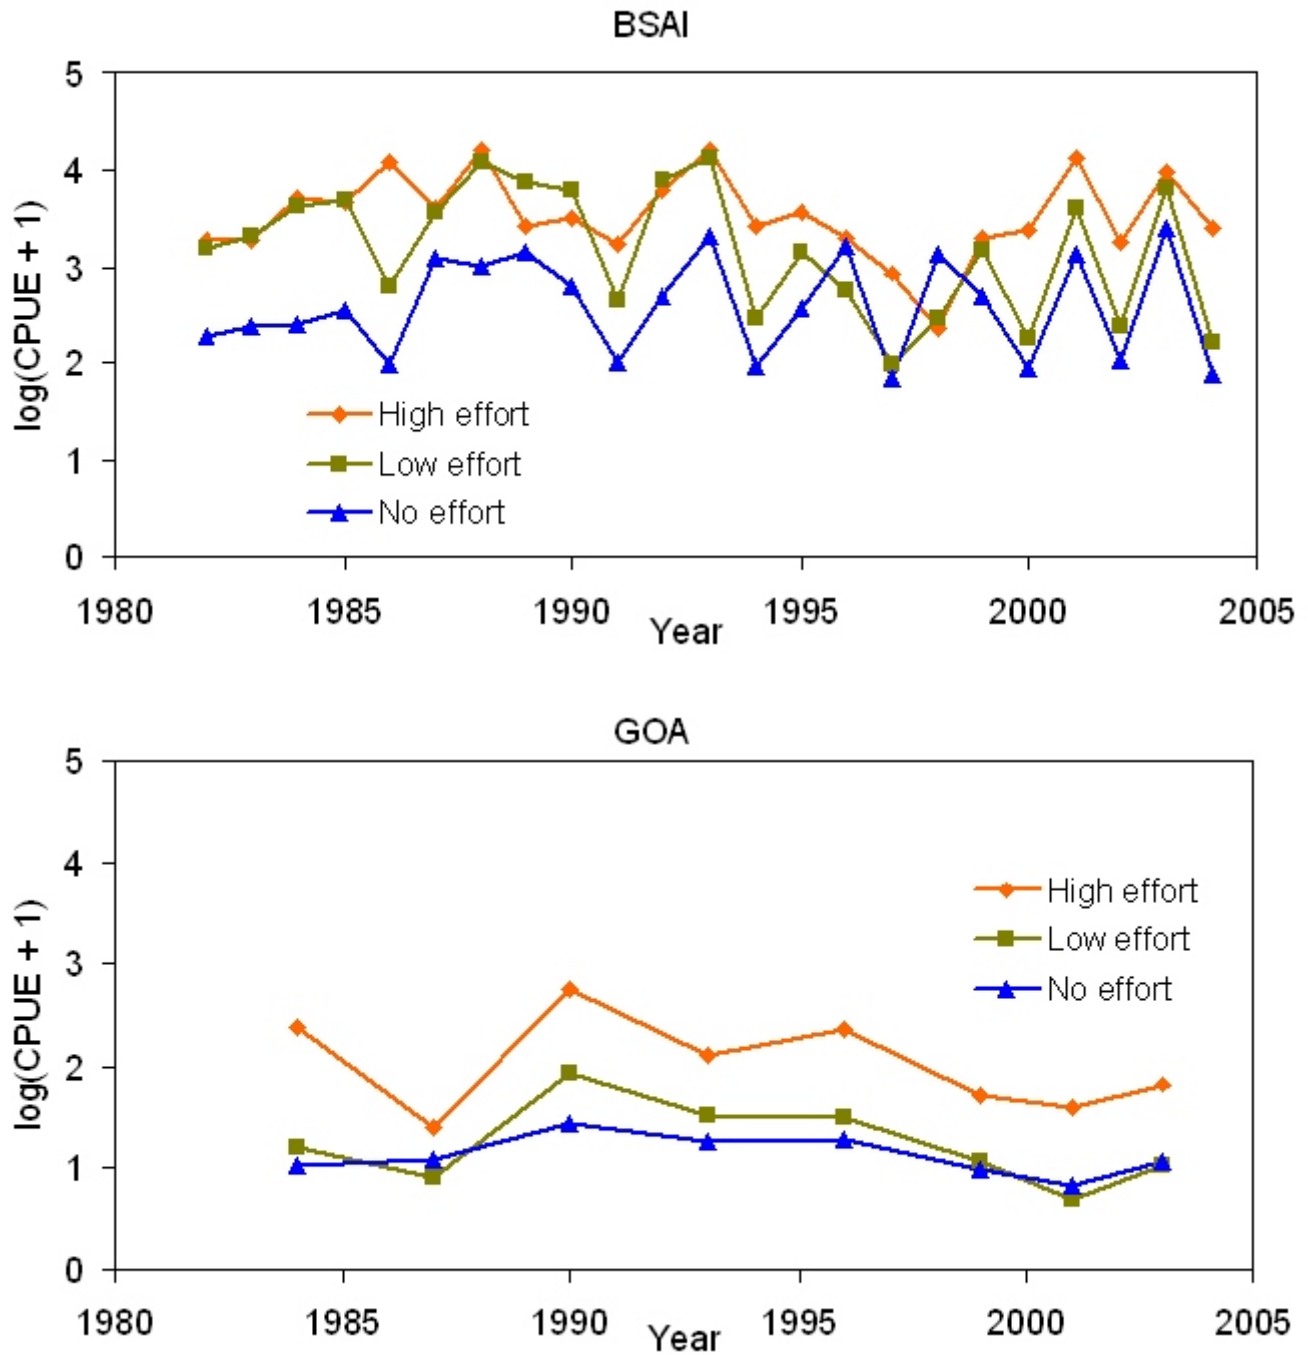 BSAI
5
4
3
2
1
0
log(CPUE + 1)
High effort
Low effort
No effort
1980 1985 1990 1995 2000 2005
Year
GOA
5
4
3
2
1
0
log(CPUE + 1)
High effort
Low effort
No effort
1980 1985 1990 1995 2000 2005
Year